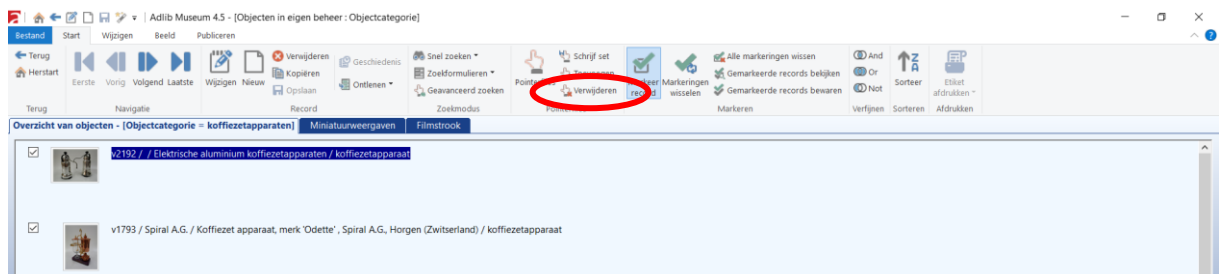 Adlib Museum 4.5 - [Objecten in eigen beheer : Objectcategorie]
Bestand Start Wijzigen Beeld Publiceren
Terug
Herstart
Terug
Eerste Vorig Volgend Laatste
Navigatie
Wijzigen Nieuw
Verwijderen
Kopiëren
Opslaan
Geschiedenis
Ontlenen
Record
Snel zoeken
Zoekformulieren
Geavanceerd zoeken
Zoekmodus
Schrijf set
Verwijderen
record
Markeringen
wisselen
Alle markeringen wissen
Gemarkeerde records bekijken
Gemarkeerde records bewaren
Markeren
And
Or
Not
Verfijnen
Sorteer
Sorteren
Etiket
afdrukken
Afdrukken
Overzicht van objecten - [Objectcategorie = koffiezetapparaten] Miniatuurweergaven Filmstrook
v2192 / / Elektrische aluminium koffiezetapparaten / koffiezetapparaat
v1793 / Spiral A.G. / Koffiezet apparaat, merk 'Odette' , Spiral A.G., Horgen (Zwitserland) / koffiezetapparaat